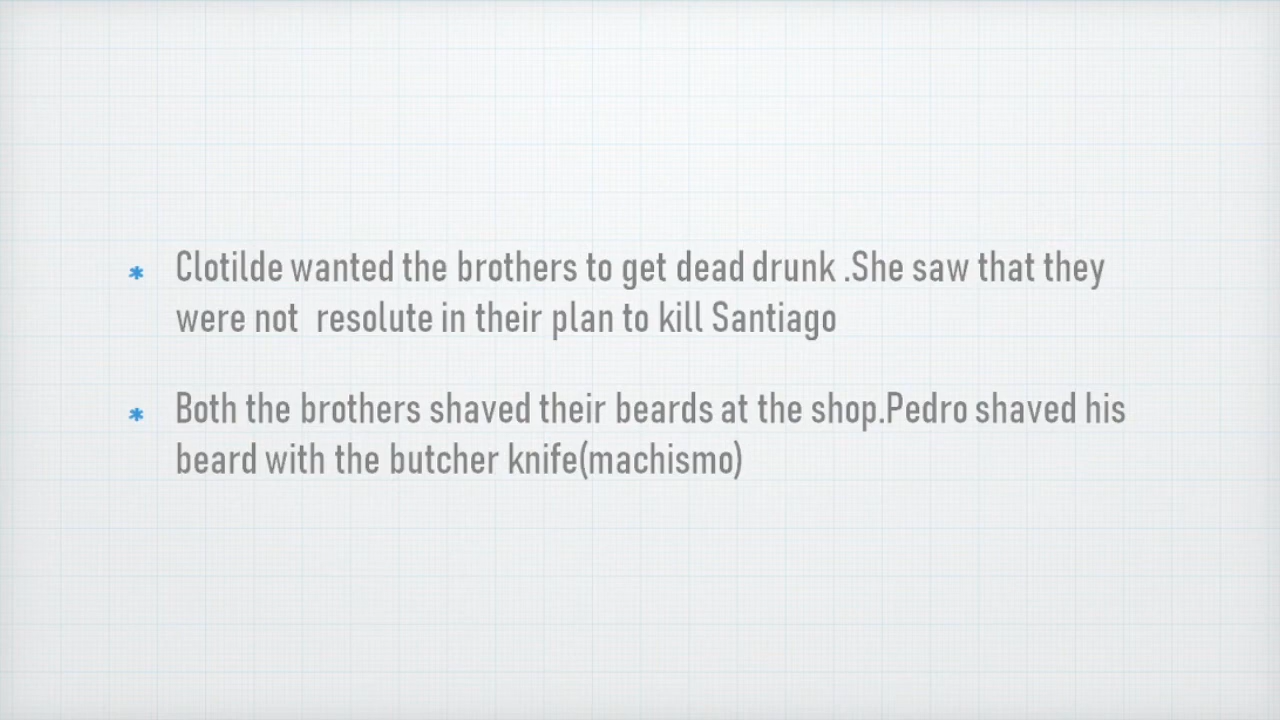 * Clotilde wanted the brothers to get dead drunk .She saw that they
were not  resolute in their plan to kill Santiago
* Both the brothers shaved their beards at the shop.Pedro shaved his
beard with the butcher knife(machismo)